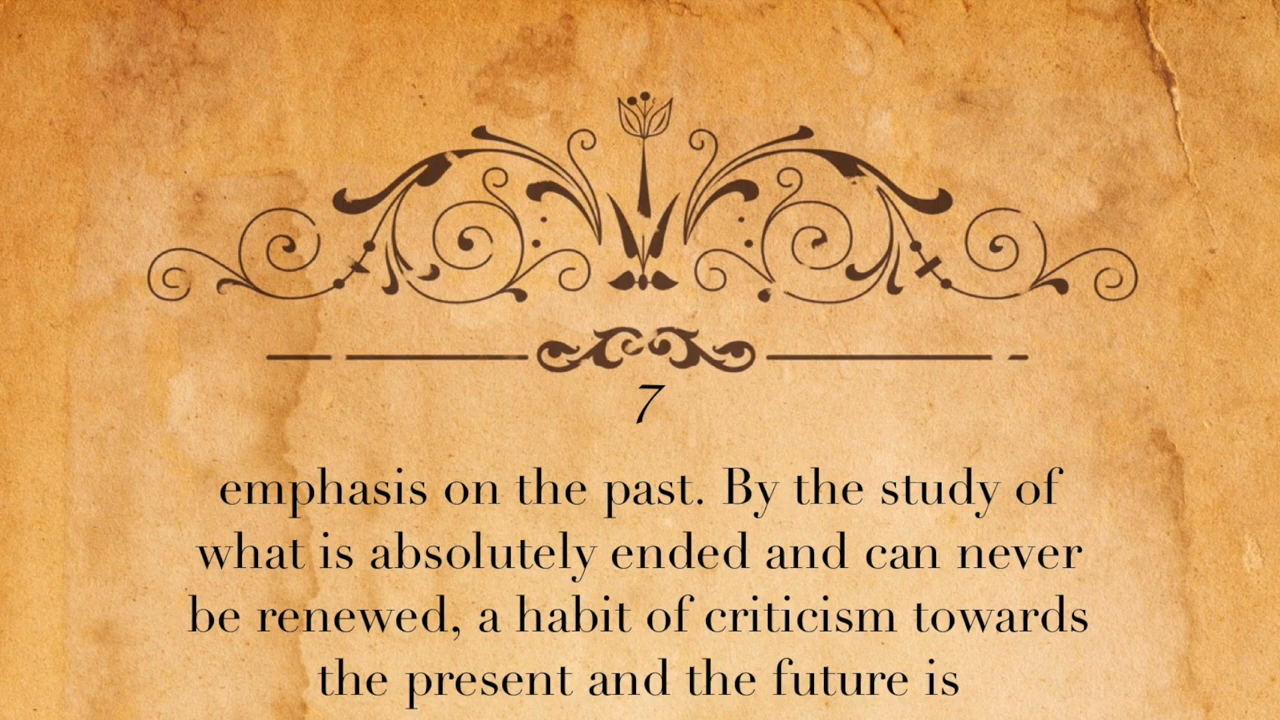 7
emphasis on the past. By the study of
what is absolutely ended and can never
be renewed, a habit of criticism towards
the present and the future is